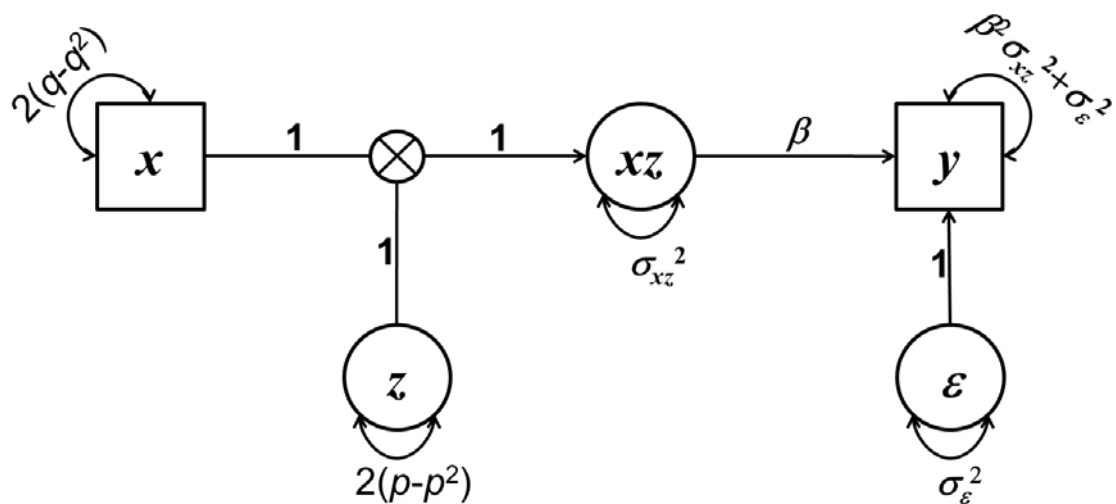 2(q-q²)
x
1
1
xz
σxz²
β
y
β²σxz²+σε²
1
z
2(p-p²)
1
ε
σε²